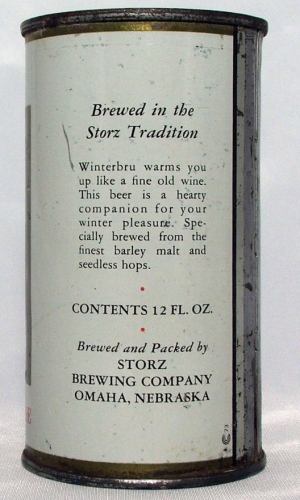 Brewed in the
Storz Tradition
Winterbru warms you
up like a fine old wine.
This beer is a hearty
companion for your
winter pleasure. Spe-
cially brewed from the
finest barley malt and
seedless hops.
CONTENTS 12 FL. OZ.
Brewed and Packed by
STORZ
BREWING COMPANY
OMAHA, NEBRASKA